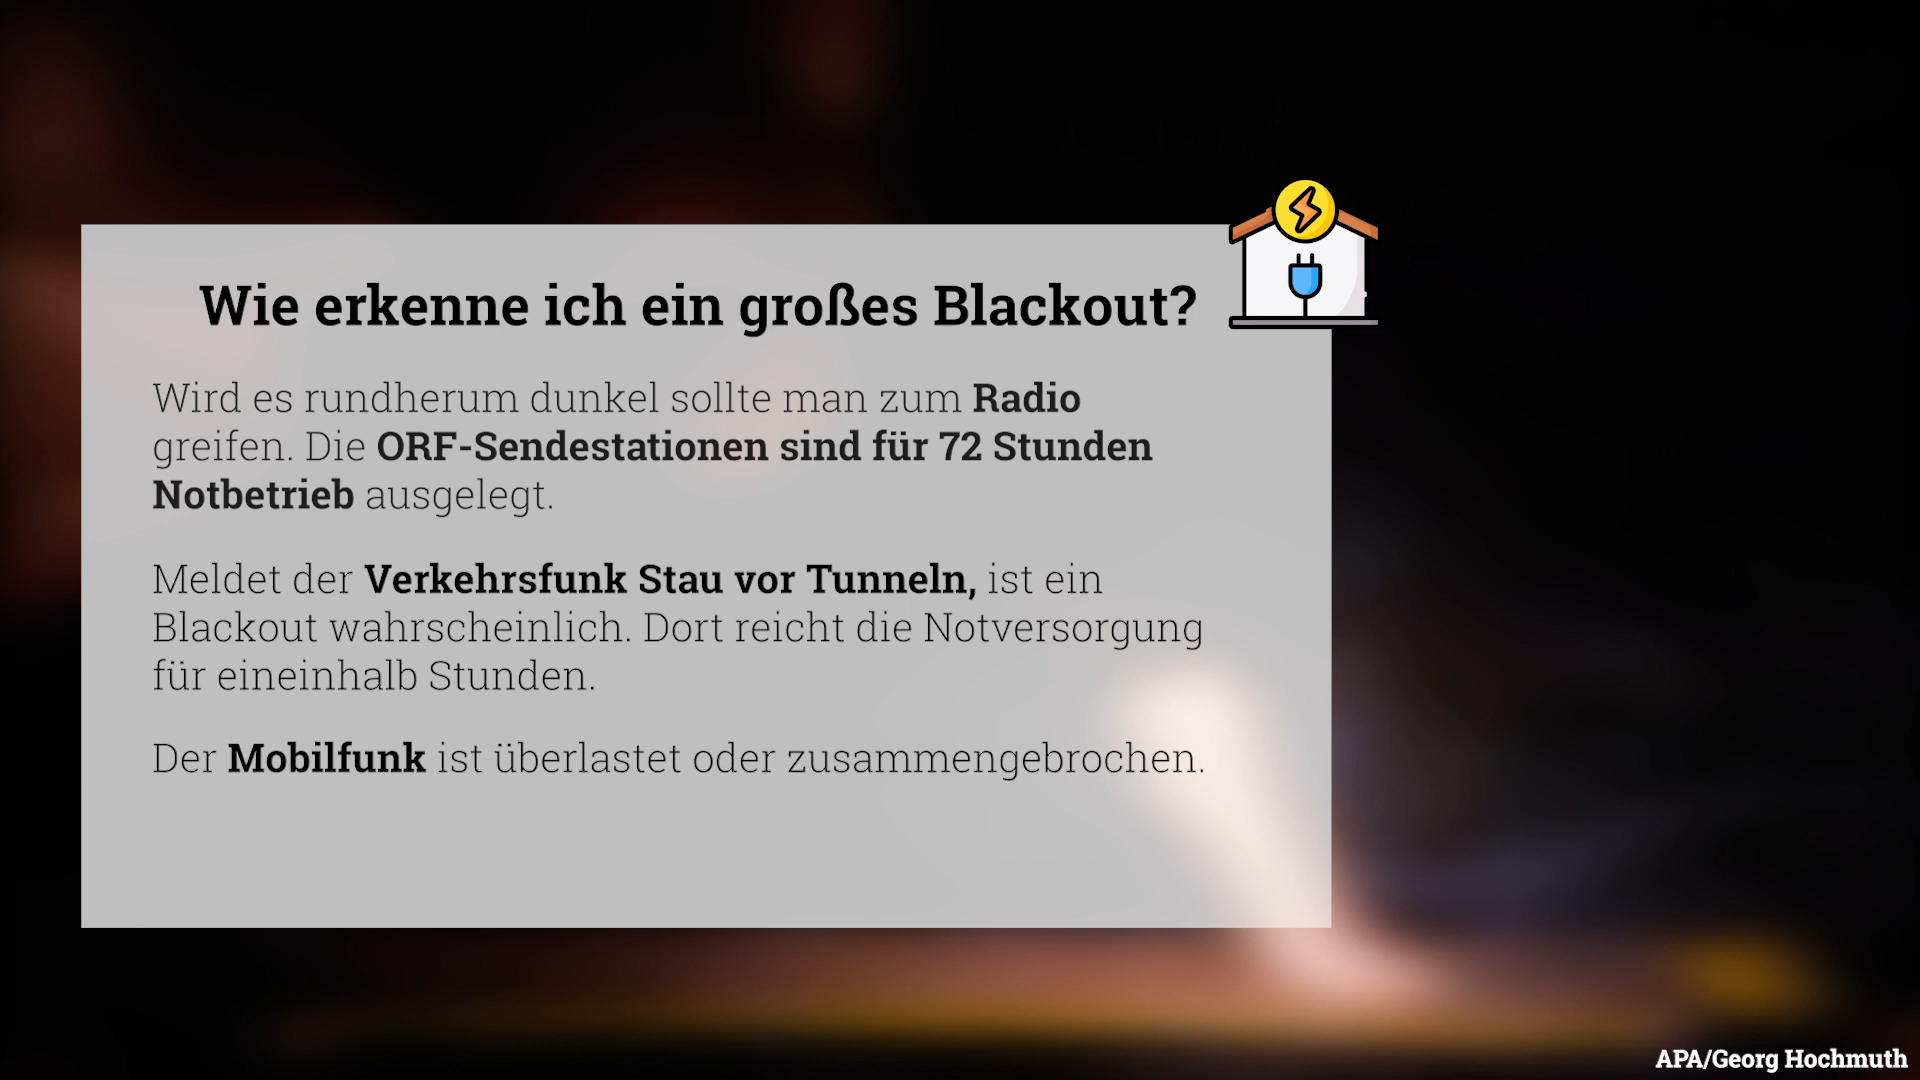 Wie erkenne ich ein großes Blackout?
Wird es rundherum dunkel sollte man zum Radio
greifen. Die ORF-Sendestationen sind für 72 Stunden
Notbetrieb ausgelegt.
Meldet der Verkehrsfunk Stau vor Tunneln, ist ein
Blackout wahrscheinlich. Dort reicht die Notversorgung
für eineinhalb Stunden.
Der Mobilfunk ist überlastet oder zusammengebrochen.
APA/Georg Hochmuth